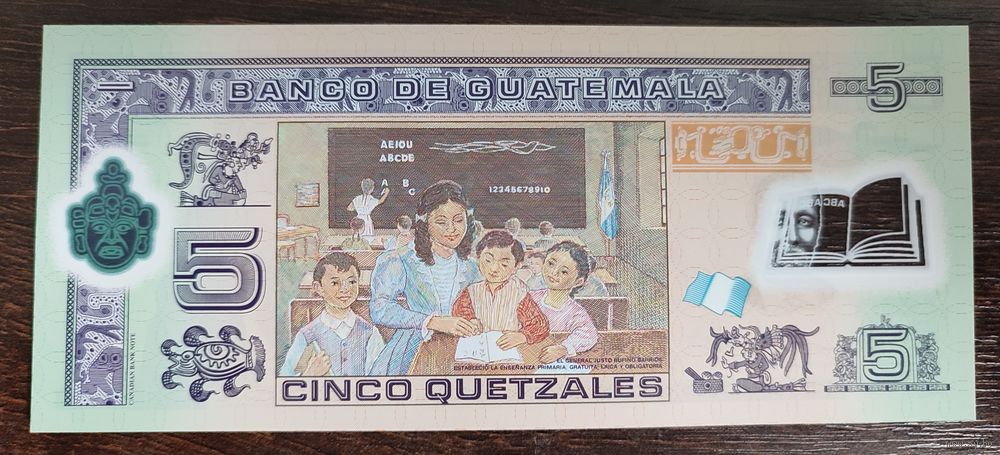 BANCO DE GUATEMALA
5
AEIOU
ABCDE
A B
C
12345678910
ABCD
5
EL GENERAL JUSTO RUFINO BARRIOS
ESTABLECIÓ LA ENSEÑANZA PRIMARIA, GRATUITA, LAICA Y OBLIGATORIA
CINCO QUETZALES
5
CANADIAN BANK NOTE